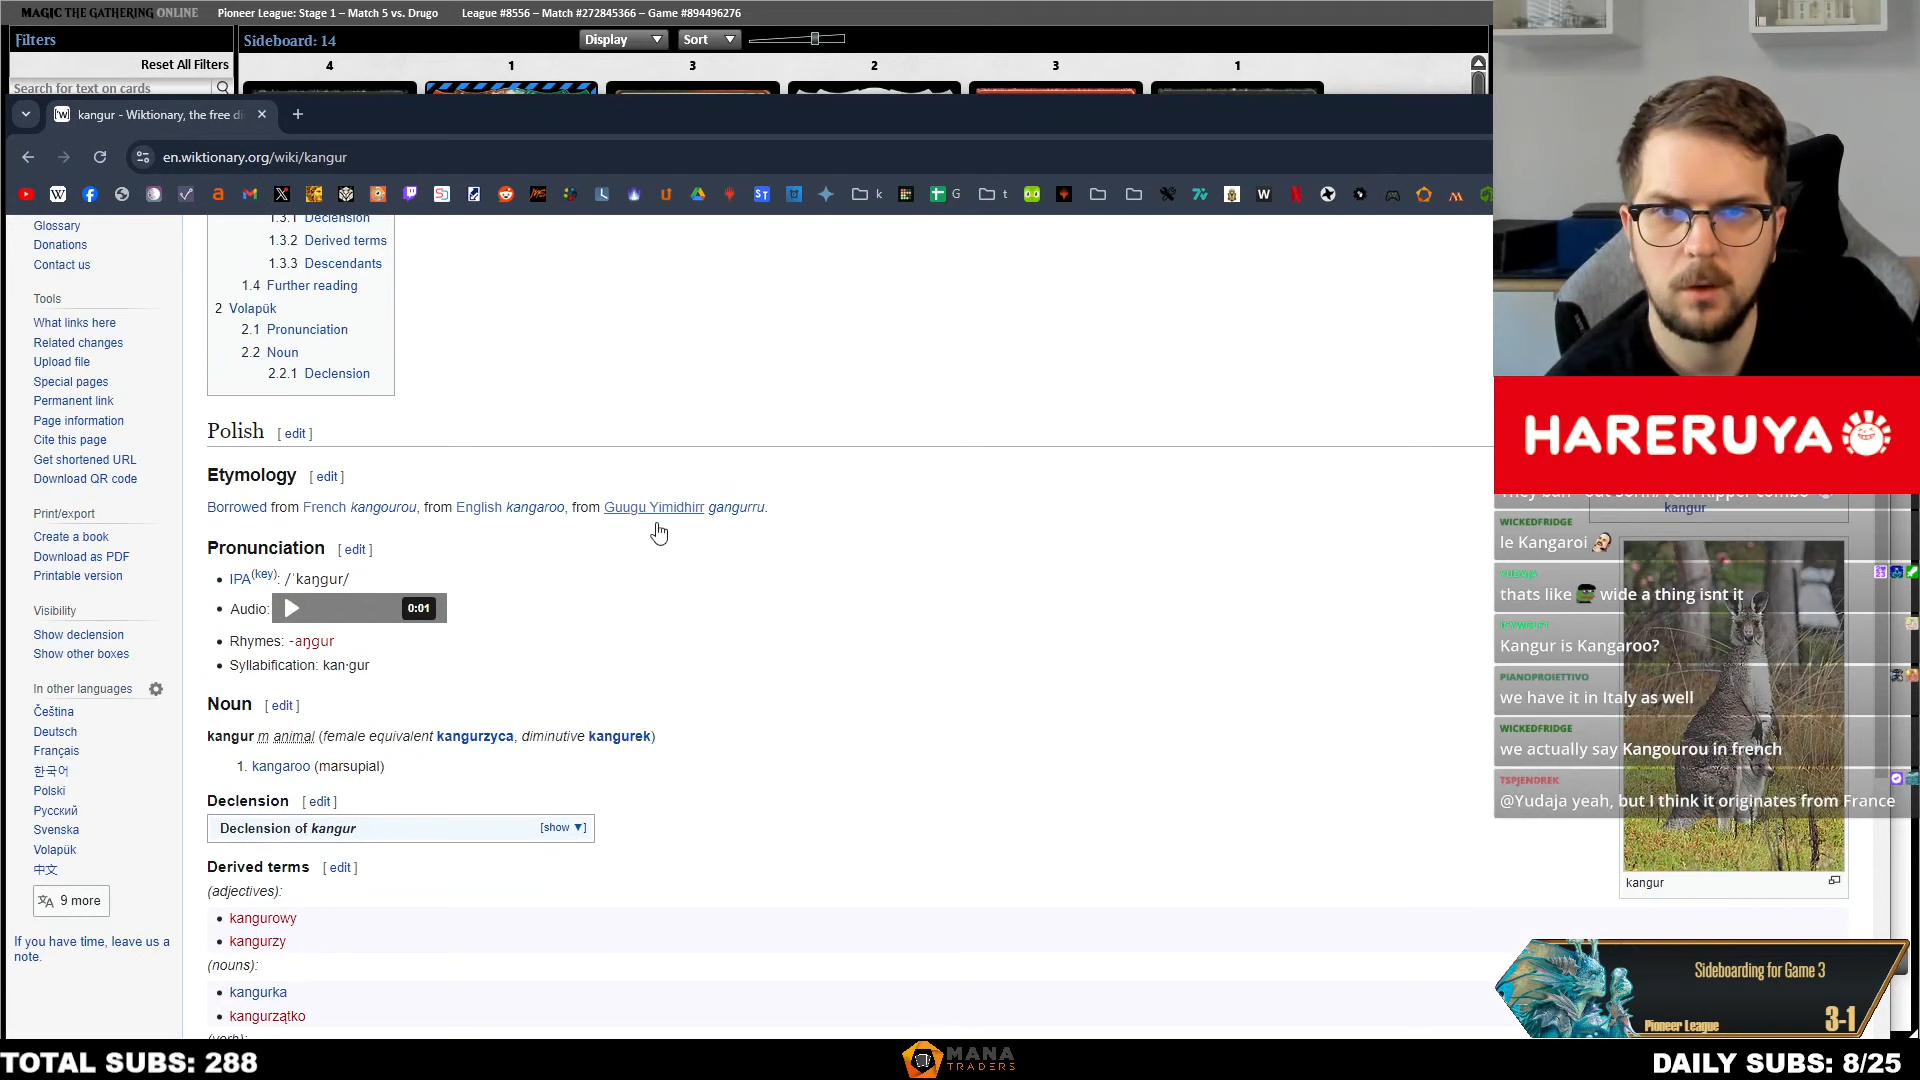 MAGIC THE GATHERING ONLINE
Pioneer League: Stage 1 – Match 5 vs. Drugo
League #8556 – Match #272845366 – Game #894496276
Filters
Sideboard: 14
Display
Sort
Reset All Filters
4
1
3
2
3
1
Search for text on cards
kangur - Wiktionary, the free di
en.wiktionary.org/wiki/kangur
k
G
t
Glossary
Donations
Contact us
Tools
What links here
Related changes
Upload file
Special pages
Permanent link
Page information
Cite this page
Get shortened URL
Download QR code
Print/export
Create a book
Download as PDF
Printable version
Visibility
Show declension
Show other boxes
In other languages
Čeština
Deutsch
Français
한국어
Polski
Русский
Svenska
Volapük
中文
9 more
If you have time, leave us a
note.
1.3.1 Declension
1.3.2 Derived terms
1.3.3 Descendants
1.4 Further reading
2 Volapük
2.1 Pronunciation
2.2 Noun
2.2.1 Declension
Polish [ edit ]
Etymology [ edit ]
Borrowed from French kangourou, from English kangaroo, from Guugu Yimidhirr gangurru.
Pronunciation [ edit ]
IPA(key): /ˈkaŋɡur/
Audio: 0:01
Rhymes: -aŋɡur
Syllabification: kan·gur
Noun [ edit ]
kangur m animal (female equivalent kangurzyca, diminutive kangurek)
1. kangaroo (marsupial)
Declension [ edit ]
Declension of kangur [show ▼]
Derived terms [ edit ]
(adjectives):
kangurowy
kangurzy
(nouns):
kangurka
kangurzątko
(verb):
HARERUYA
kangur
WICKEDFRIDGE
le Kangaroi
YUDAJA
thats like wide a thing isnt it
Kangur is Kangaroo?
PIANOPROIETTIVO
we have it in Italy as well
WICKEDFRIDGE
we actually say Kangourou in french
TSPJENDREK
@Yudaja yeah, but I think it originates from France
kangur
Sideboarding for Game 3
Pioneer League
3-1
TOTAL SUBS: 288
MANA
TRADERS
DAILY SUBS: 8/25